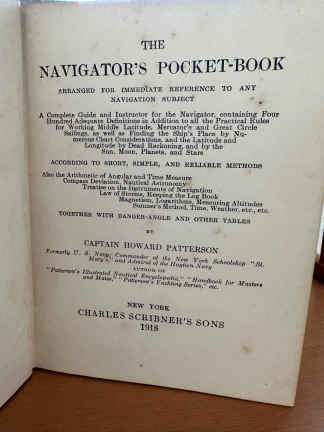 THE
NAVIGATOR'S POCKET-BOOK
ARRANGED FOR IMMEDIATE REFERENCE TO ANY
NAVIGATION SUBJECT
A Complete Guide and Instructor for the Navigator, containing Four
Hundred Adequate Definitions in Addition to all the Practical Rules
for Working Middle Latitude, Mercator's and Great Circle
Sailings, as well as Finding the Ship's Place by Nu-
merous Chart Considerations, and the Latitude and
Longitude by Dead Reckoning, and by the
Sun, Moon, Planets, and Stars
ACCORDING TO SHORT, SIMPLE, AND RELIABLE METHODS
Also the Arithmetic of Angular and Time Measure
Compass Deviation, Nautical Astronomy
Treatise on the Instruments of Navigation
Law of Storms, Keeping the Log Book
Magnetism, Logarithms, Measuring Altitudes
Sumner's Method, Time, Weather, etc., etc.
TOGETHER WITH DANGER-ANGLE AND OTHER TABLES
BY
CAPTAIN HOWARD PATTERSON
Formerly U. S. Navy; Commander of the New York Schoolship "St.
Mary's," and Admiral of the Haytian Navy
AUTHOR OF
"Patterson's Illustrated Nautical Encyclopedia," "Handbook for Masters
and Mates," "Patterson's Yachting Series," etc.
NEW YORK
CHARLES SCRIBNER'S SONS
1918